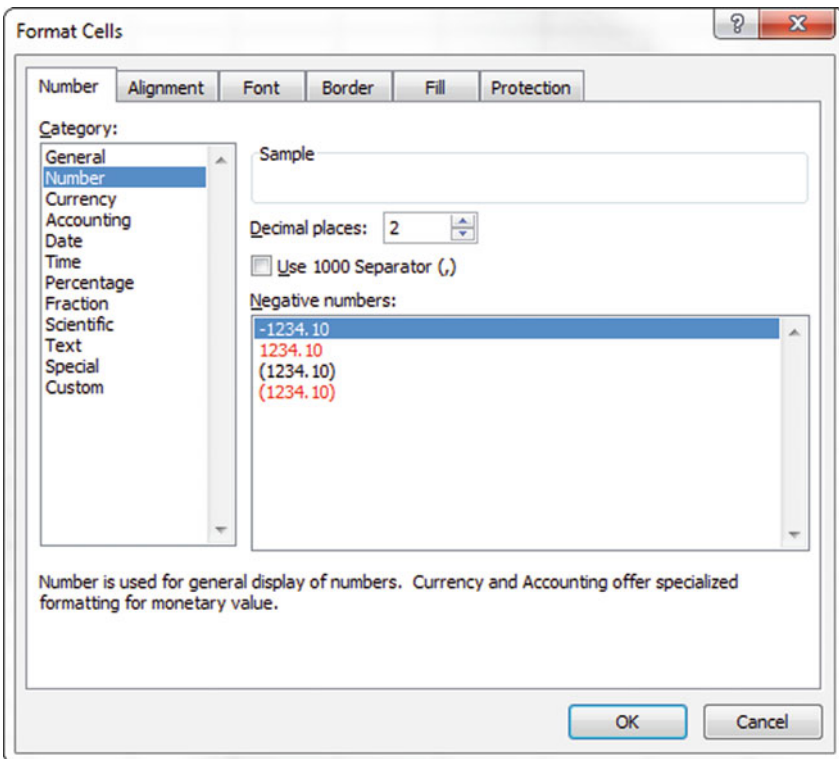 Format Cells
Number Alignment Font Border Fill Protection
Category:
General
Number
Currency
Accounting
Date
Time
Percentage
Fraction
Scientific
Text
Special
Custom
Sample
Decimal places: 2
Use 1000 Separator (,)
Negative numbers:
-1234.10
1234.10
(1234.10)
(1234.10)
Number is used for general display of numbers. Currency and Accounting offer specialized
formatting for monetary value.
OK Cancel